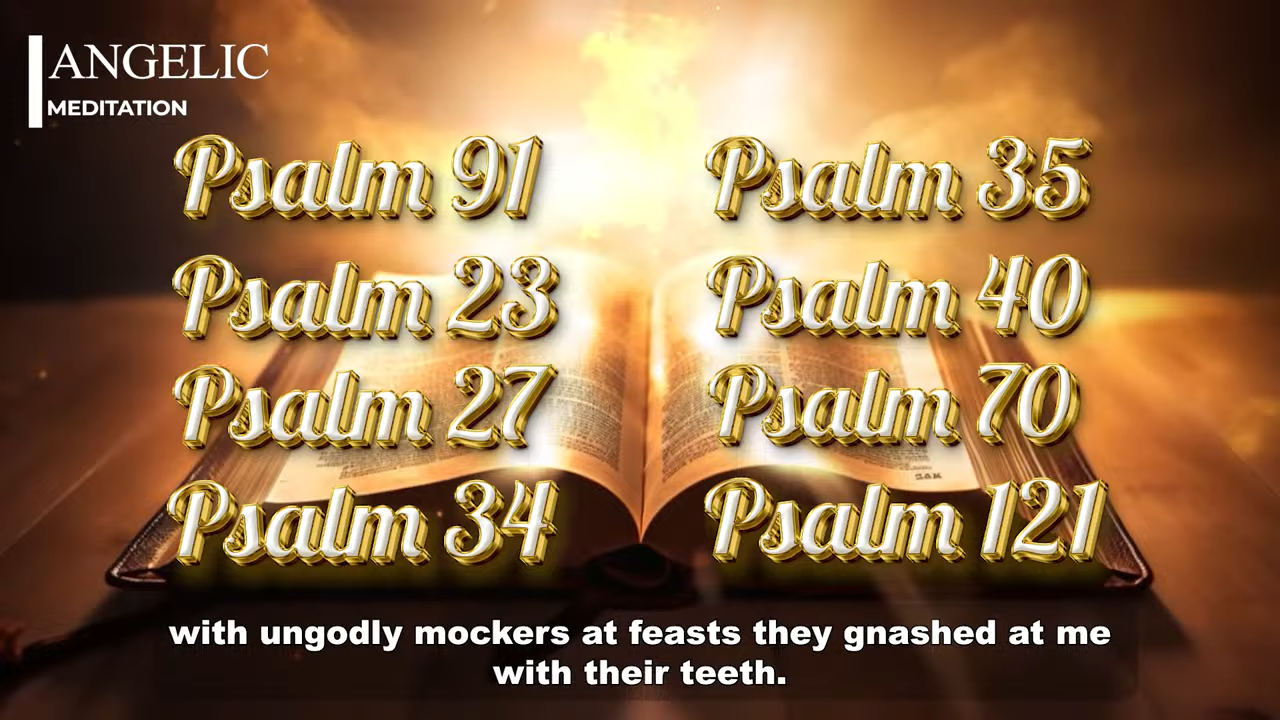 ANGELIC
MEDITATION
Psalm 91
Psalm 23
Psalm 27
Psalm 34
Psalm 35
Psalm 40
Psalm 70
Psalm 121
with ungodly mockers at feasts they gnashed at me
with their teeth.